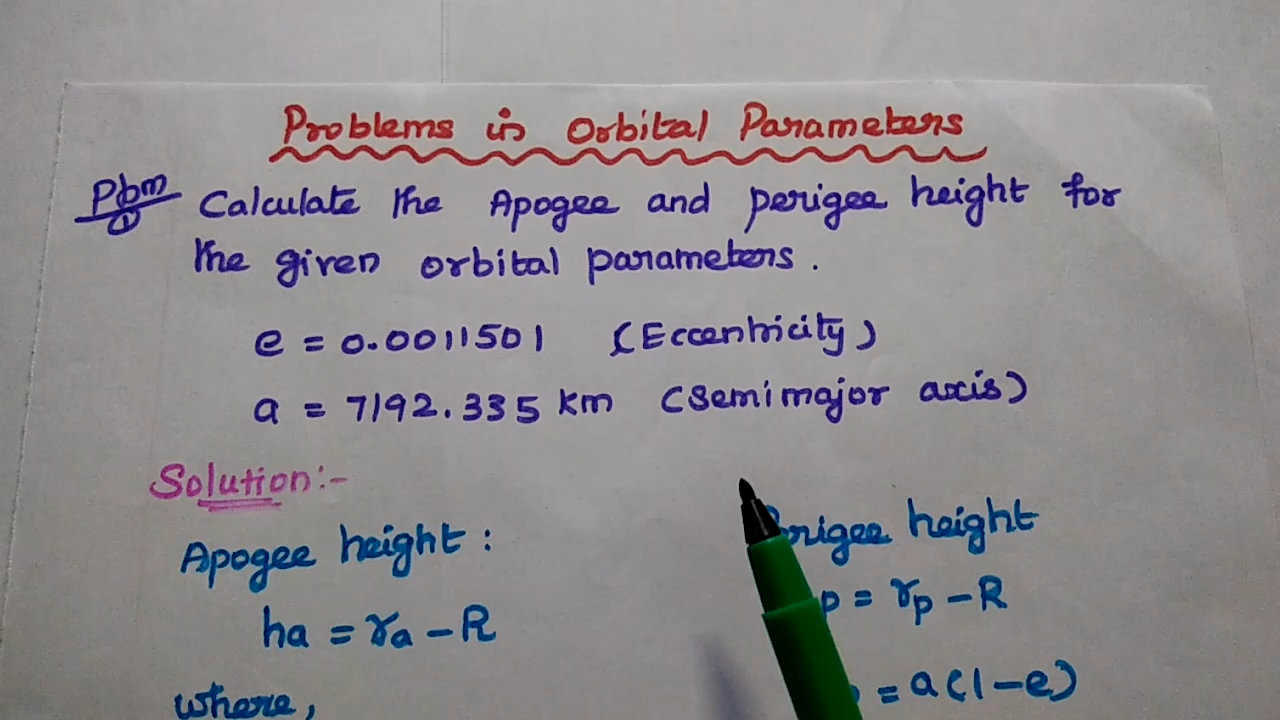 Problems in Orbital Parameters
Pbm 1 Calculate the Apogee and perigee height for
the given orbital parameters.
e = 0.0011501 (Eccentricity)
a = 7192.335 km (Semimajor axis)
Solution:-
Apogee height:
ha = ra - R
where,
height
p = rp - R
= a(1-e)